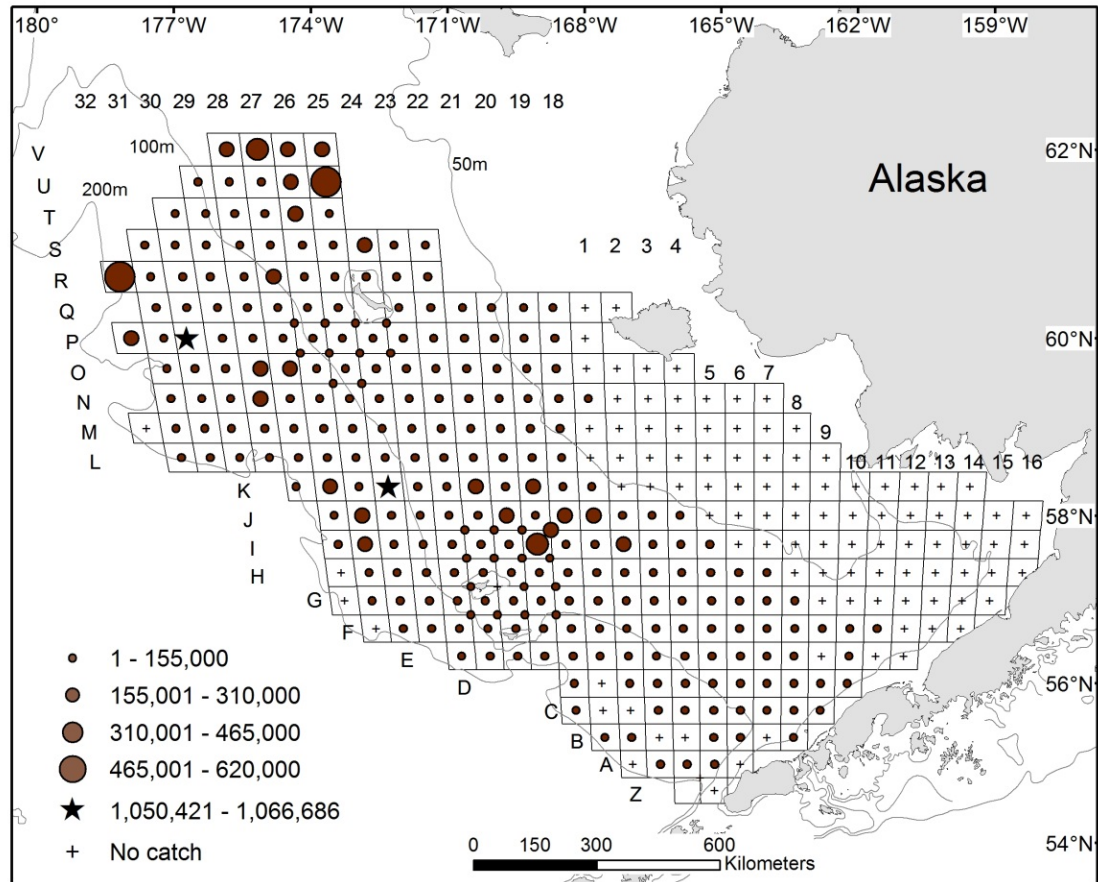 180° 177°W 174°W 171°W 168°W 165°W 162°W 159°W
32 31 30 29 28 27 26 25 24 23 22 21 20 19 18
V 100m 50m 62°W
Alaska
U 200m
T
S 1 2 3 4
R
Q
P 60°N
O 5 6 7
N 8
M 9
L 10 11 12 13 14 15 16
K
J 58°N
I
H
G
F
E
D 56°N
C
B
A
Z
54°N
1 - 155,000
155,001 - 310,000
310,001 - 465,000
465,001 - 620,000
1,050,421 - 1,066,686
+ No catch
0 150 300 600
Kilometers